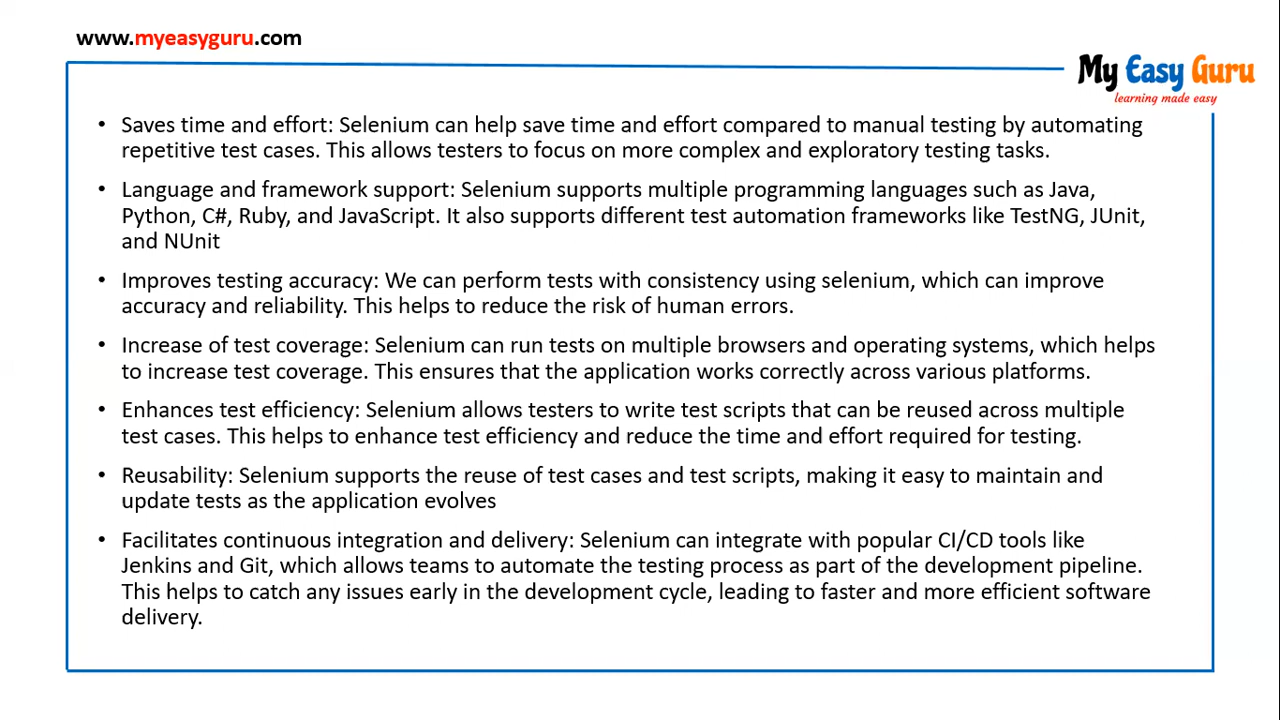 www.myeasyguru.com
My Easy Guru
learning made easy
• Saves time and effort: Selenium can help save time and effort compared to manual testing by automating
repetitive test cases. This allows testers to focus on more complex and exploratory testing tasks.
• Language and framework support: Selenium supports multiple programming languages such as Java,
Python, C#, Ruby, and JavaScript. It also supports different test automation frameworks like TestNG, JUnit,
and NUnit
• Improves testing accuracy: We can perform tests with consistency using selenium, which can improve
accuracy and reliability. This helps to reduce the risk of human errors.
• Increase of test coverage: Selenium can run tests on multiple browsers and operating systems, which helps
to increase test coverage. This ensures that the application works correctly across various platforms.
• Enhances test efficiency: Selenium allows testers to write test scripts that can be reused across multiple
test cases. This helps to enhance test efficiency and reduce the time and effort required for testing.
• Reusability: Selenium supports the reuse of test cases and test scripts, making it easy to maintain and
update tests as the application evolves
• Facilitates continuous integration and delivery: Selenium can integrate with popular CI/CD tools like
Jenkins and Git, which allows teams to automate the testing process as part of the development pipeline.
This helps to catch any issues early in the development cycle, leading to faster and more efficient software
delivery.